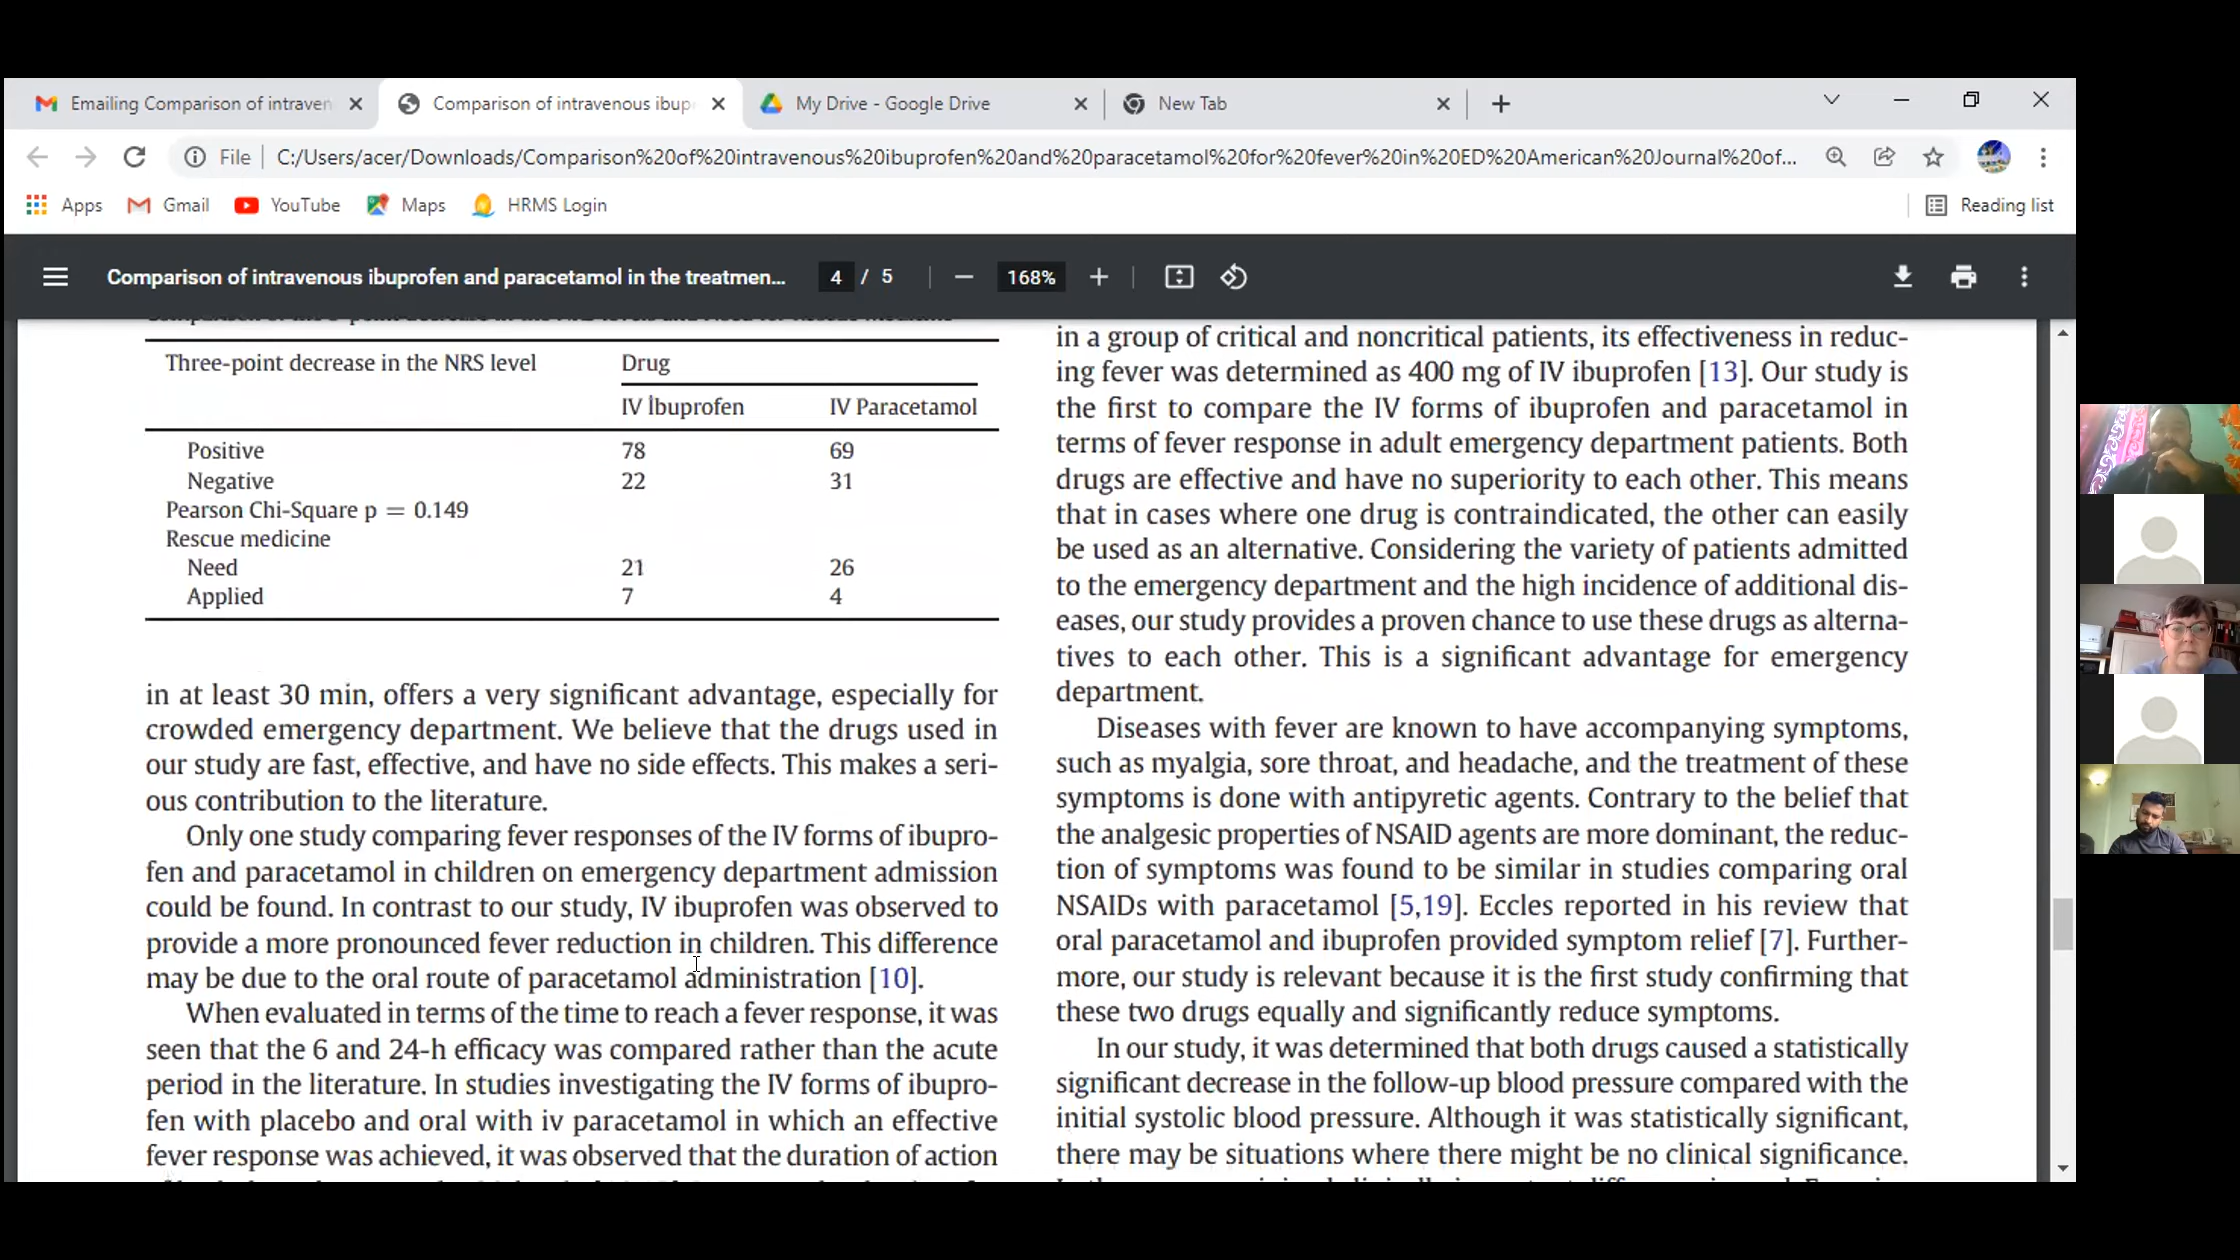 Emailing Comparison of intraven
Comparison of intravenous ibup
My Drive - Google Drive
New Tab
File
C:/Users/acer/Downloads/Comparison%20of%20intravenous%20ibuprofen%20and%20paracetamol%20for%20fever%20in%20ED%20American%20Journal%20of...
Apps
Gmail
YouTube
Maps
HRMS Login
Reading list
Comparison of intravenous ibuprofen and paracetamol in the treatmen...
4 / 5
168%
Three-point decrease in the NRS level Drug
IV İbuprofen IV Paracetamol
Positive 78 69
Negative 22 31
Pearson Chi-Square p = 0.149
Rescue medicine
Need 21 26
Applied 7 4
in at least 30 min, offers a very significant advantage, especially for
crowded emergency department. We believe that the drugs used in
our study are fast, effective, and have no side effects. This makes a seri-
ous contribution to the literature.
Only one study comparing fever responses of the IV forms of ibupro-
fen and paracetamol in children on emergency department admission
could be found. In contrast to our study, IV ibuprofen was observed to
provide a more pronounced fever reduction in children. This difference
may be due to the oral route of paracetamol administration [10].
When evaluated in terms of the time to reach a fever response, it was
seen that the 6 and 24-h efficacy was compared rather than the acute
period in the literature. In studies investigating the IV forms of ibupro-
fen with placebo and oral with iv paracetamol in which an effective
fever response was achieved, it was observed that the duration of action
in a group of critical and noncritical patients, its effectiveness in reduc-
ing fever was determined as 400 mg of IV ibuprofen [13]. Our study is
the first to compare the IV forms of ibuprofen and paracetamol in
terms of fever response in adult emergency department patients. Both
drugs are effective and have no superiority to each other. This means
that in cases where one drug is contraindicated, the other can easily
be used as an alternative. Considering the variety of patients admitted
to the emergency department and the high incidence of additional dis-
eases, our study provides a proven chance to use these drugs as alterna-
tives to each other. This is a significant advantage for emergency
department.
Diseases with fever are known to have accompanying symptoms,
such as myalgia, sore throat, and headache, and the treatment of these
symptoms is done with antipyretic agents. Contrary to the belief that
the analgesic properties of NSAID agents are more dominant, the reduc-
tion of symptoms was found to be similar in studies comparing oral
NSAIDs with paracetamol [5,19]. Eccles reported in his review that
oral paracetamol and ibuprofen provided symptom relief [7]. Further-
more, our study is relevant because it is the first study confirming that
these two drugs equally and significantly reduce symptoms.
In our study, it was determined that both drugs caused a statistically
significant decrease in the follow-up blood pressure compared with the
initial systolic blood pressure. Although it was statistically significant,
there may be situations where there might be no clinical significance.